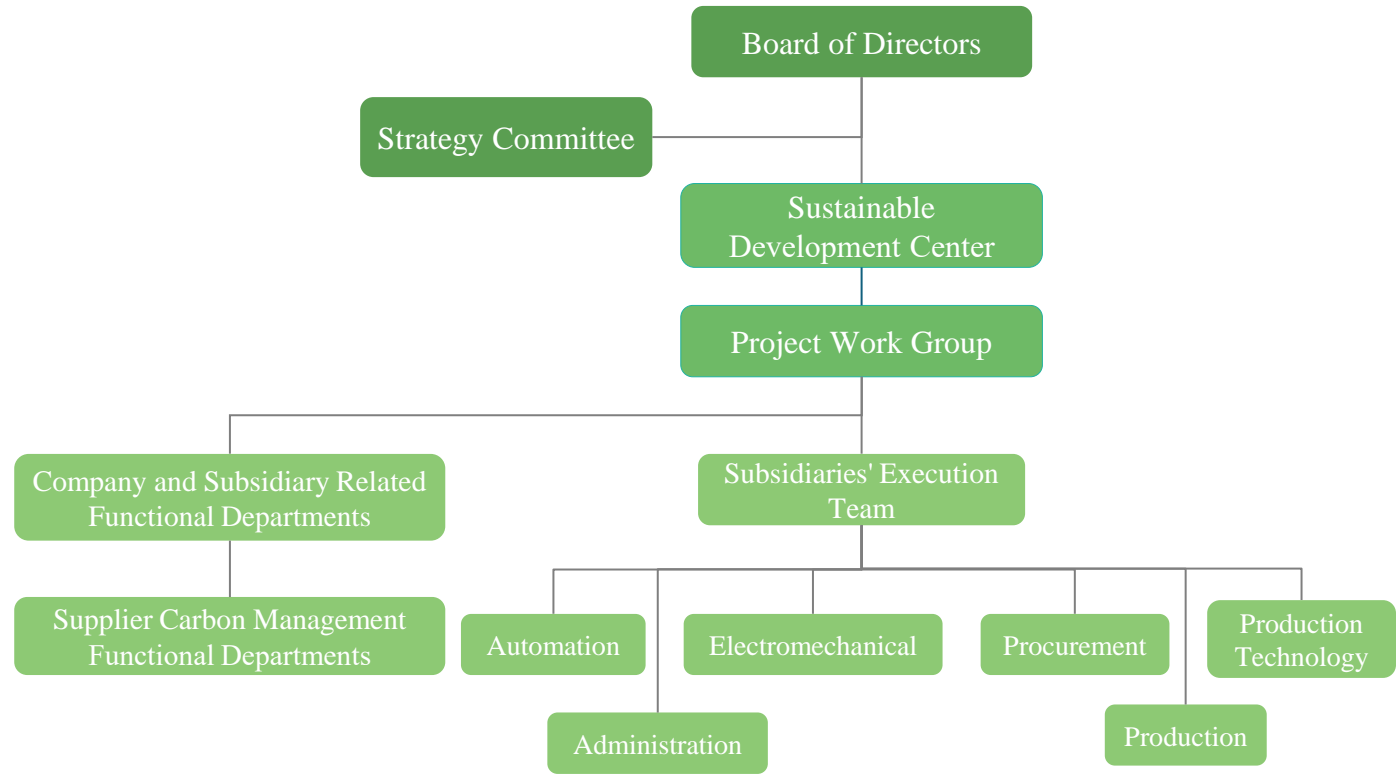 Board of Directors
Strategy Committee
Sustainable
Development Center
Project Work Group
Company and Subsidiary Related
Functional Departments
Subsidiaries' Execution
Team
Supplier Carbon Management
Functional Departments
Automation
Electromechanical
Procurement
Production
Technology
Administration
Production